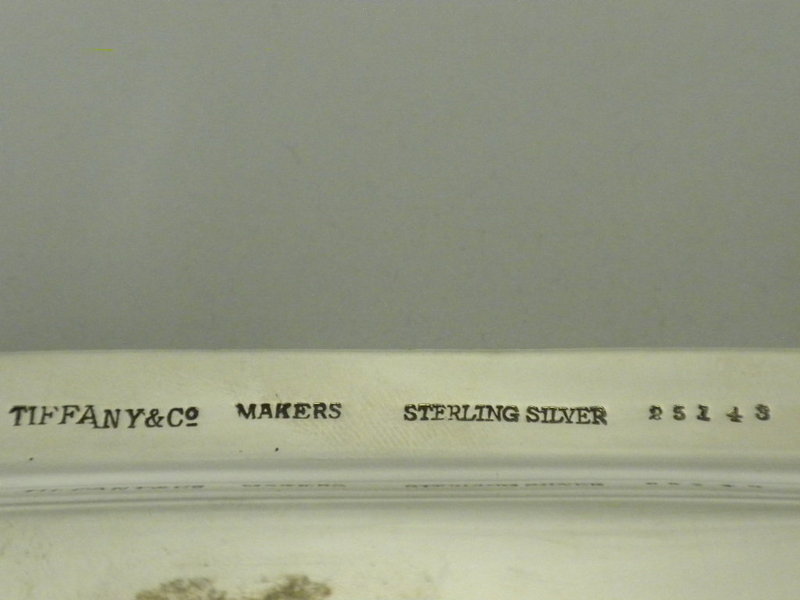 TIFFANY & Cº MAKERS STERLING SILVER 25143